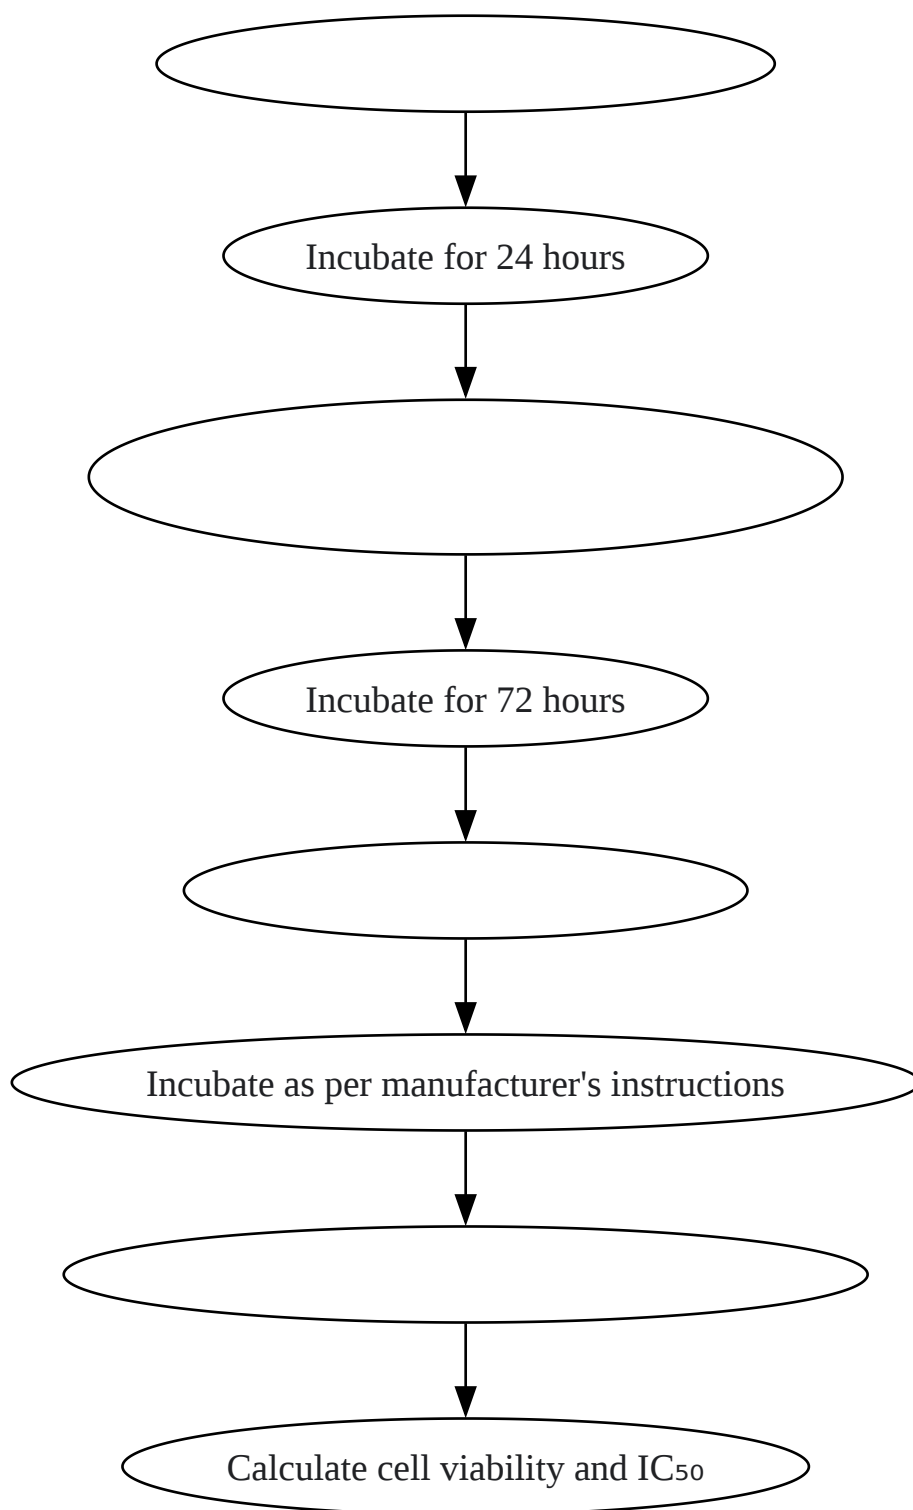 Incubate for 24 hours
Incubate for 72 hours
Incubate as per manufacturer's instructions
Calculate cell viability and IC₅₀